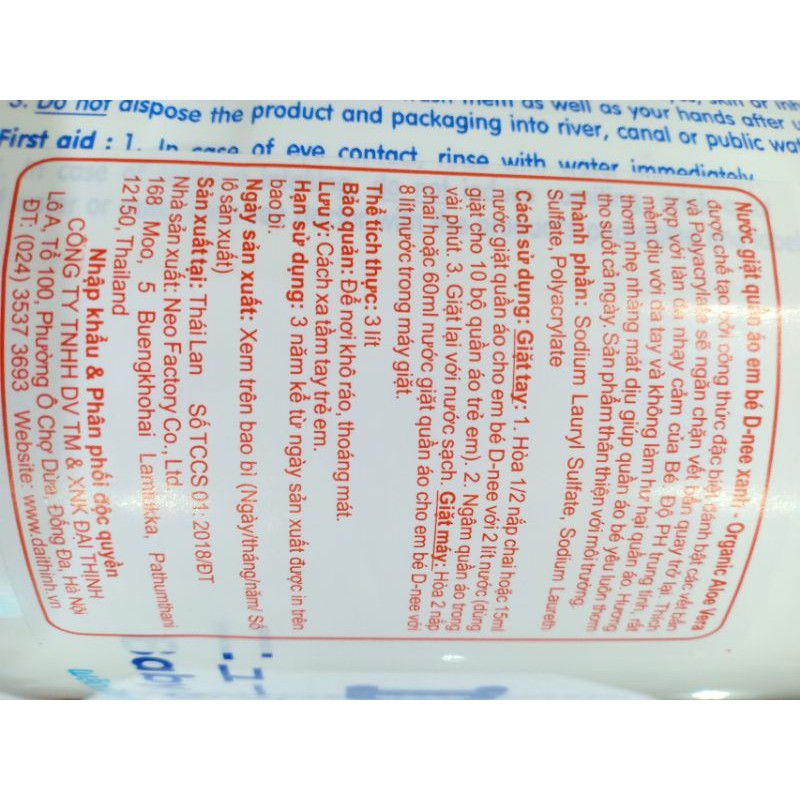 3. Do not dispose the product and packaging into river, canal or public
First aid : 1. In case of eye contact, rinse with water immediately
Nước giặt quần áo em bé D-nee xanh - Organic Aloe Vera
được chế tạo bởi công thức đặc biệt đánh bật các vết bẩn
và Polyacrylate sẽ ngăn chặn vết bẩn quay trở lại. Thích
hợp với làn da nhạy cảm của Bé. Độ PH trung tính, rất
mềm dịu với da tay và không làm hư hại quần áo. Hương
thơm nhẹ nhàng mát dịu giúp quần áo bé yêu luôn thơm
tho suốt cả ngày. Sản phẩm thân thiện với môi trường.
Thành phần: Sodium Lauryl Sulfate, Sodium Laureth
Sulfate, Polyacrylate
Cách sử dụng: Giặt tay: 1. Hòa 1/2 nắp chai hoặc 15ml
nước giặt quần áo cho em bé D-nee với 2 lít nước (dùng
giặt cho 10 bộ quần áo trẻ em). 2. Ngâm quần áo trong
vài phút. 3. Giặt lại với nước sạch. Giặt máy: Hòa 2 nắp
chai hoặc 60ml nước giặt quần áo cho em bé D-nee với
8 lít nước trong máy giặt.
Thể tích thực: 3 lít
Bảo quản: Để nơi khô ráo, thoáng mát.
Lưu ý: Cách xa tầm tay trẻ em.
Hạn sử dụng: 3 năm kể từ ngày sản xuất được in trên
bao bì.
Ngày sản xuất: Xem trên bao bì (Ngày/tháng/năm/ Số
lô sản xuất)
Sản xuất tại: Thái Lan Số TCCS 01: 2018/ĐT
Nhà sản xuất: Neo Factory Co., Ltd
168 Moo, 5 Buengkhohai Lamlukka, Pathumthani
12150, Thailand
Nhập khẩu & Phân phối độc quyền
CÔNG TY TNHH DV TM & XNK ĐẠI THỊNH
Lô A, Tổ 100, Phường Ô Chợ Dừa, Đống Đa, Hà Nội
ĐT: (024) 3537 3693 Website: www.daithinh.vn